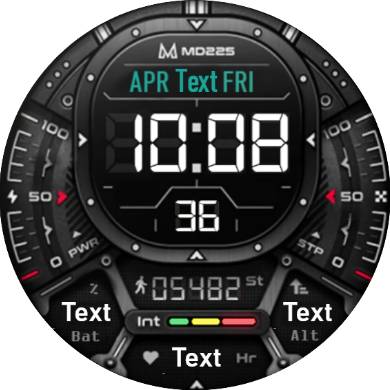 MD225
APR Text FRI
10:08
36
100 100
50 50
0 0
PWR STP
05482 St
% Text Bat
Int
Text Alt
Text Hr